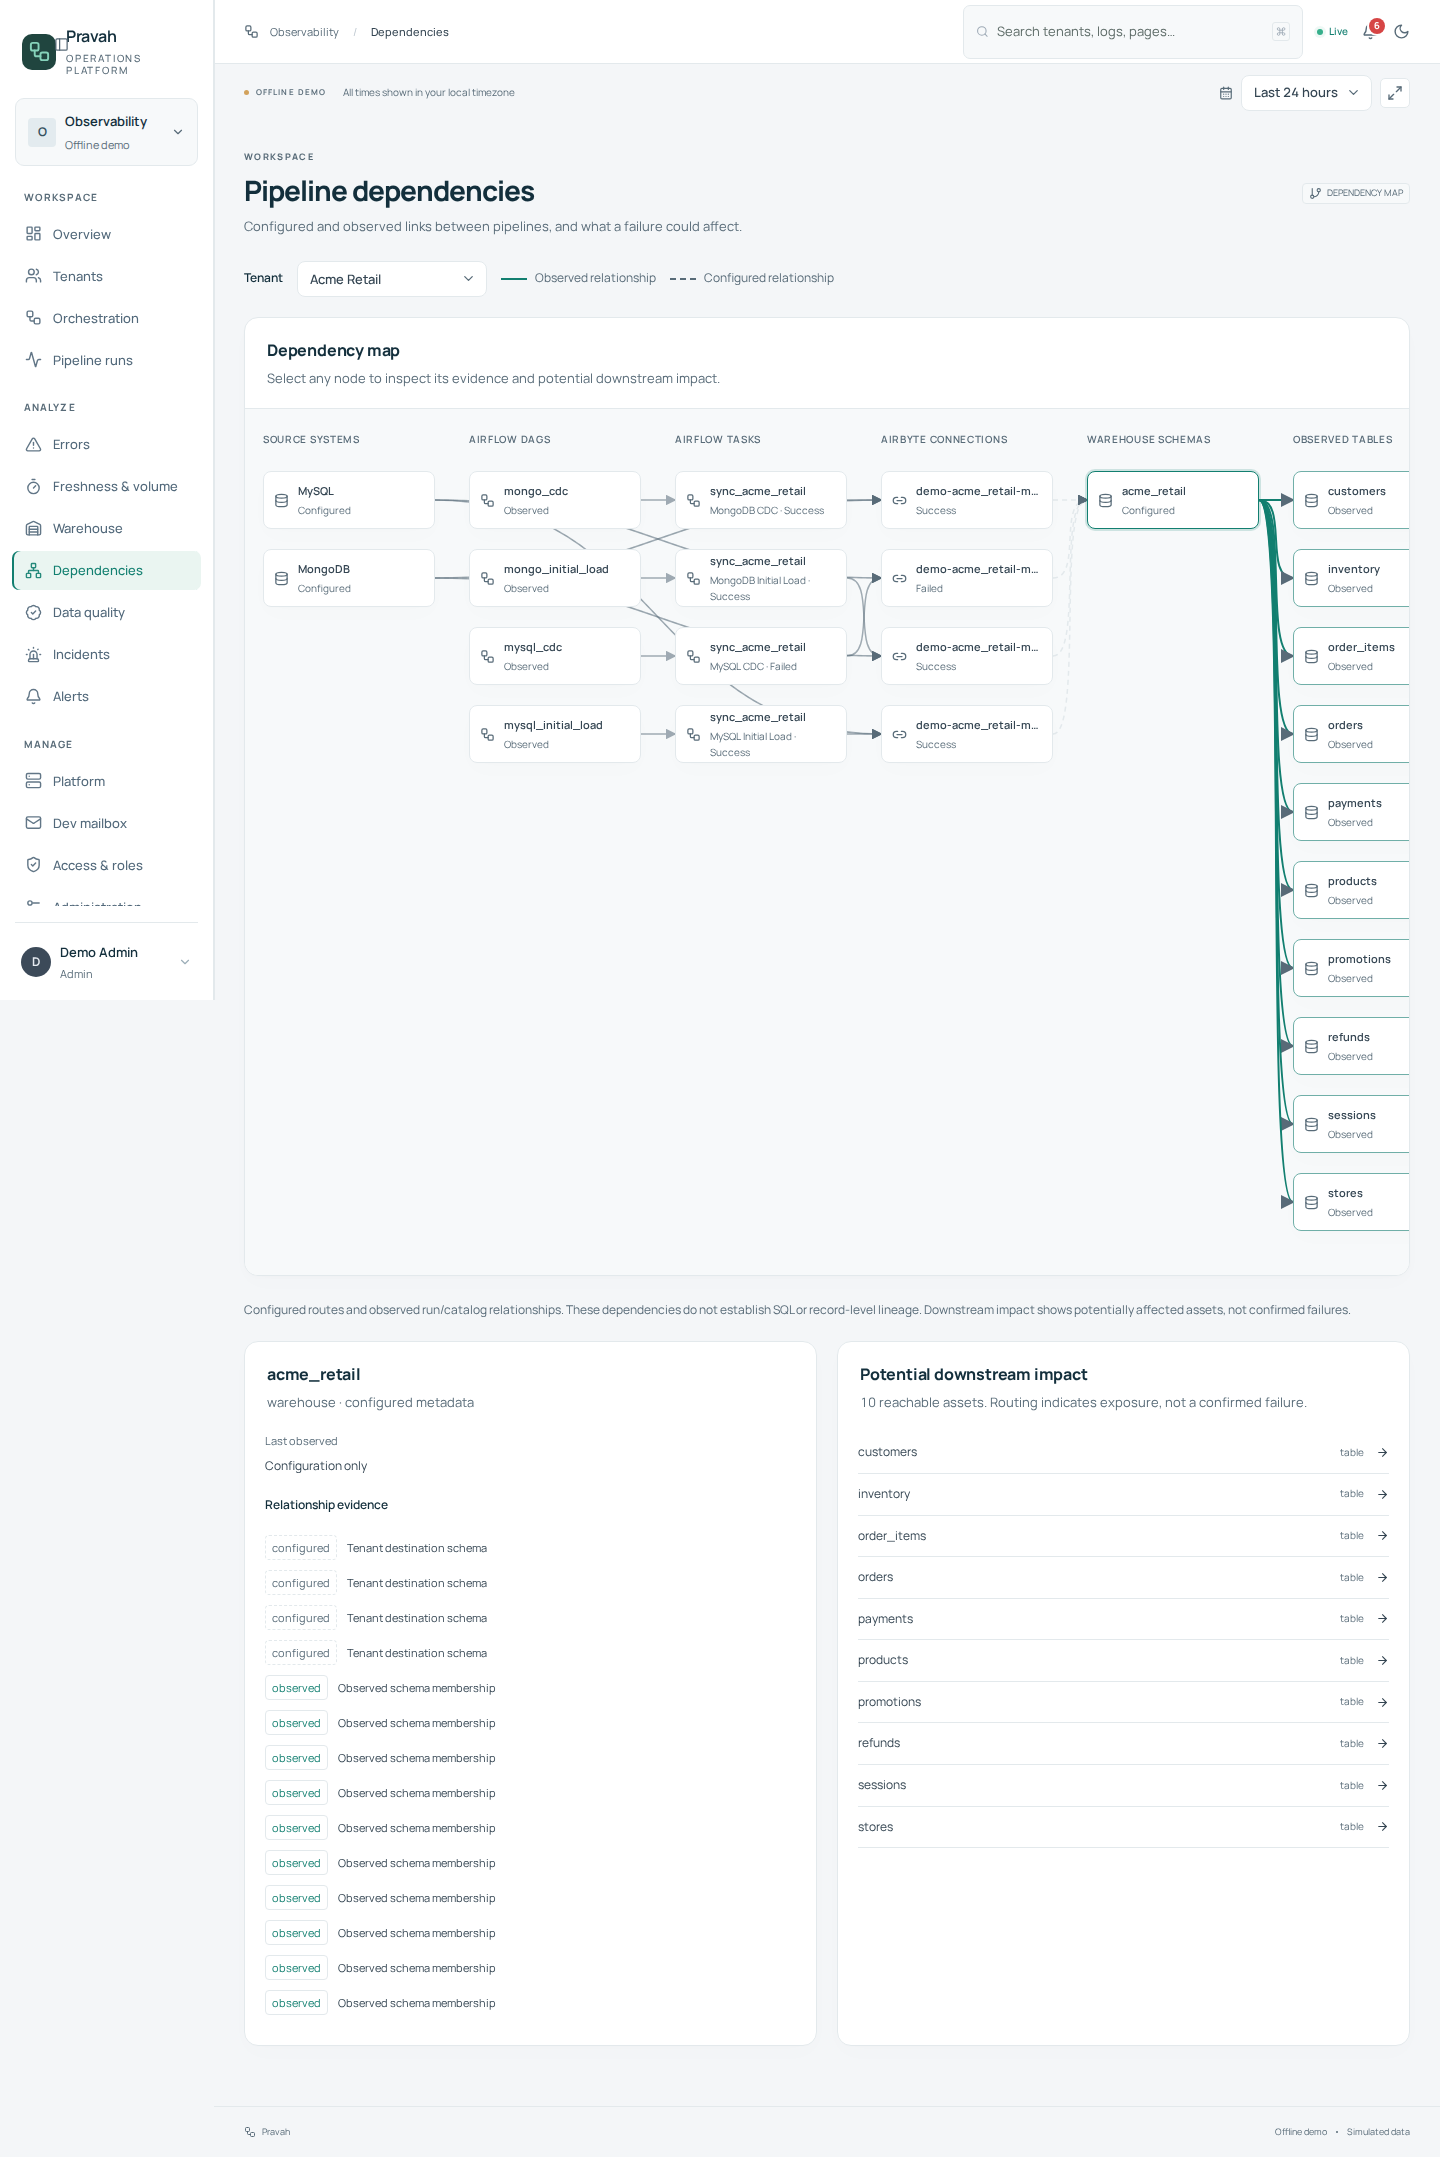 Pravah
OPERATIONS
PLATFORM
O
Observability
Offline demo
WORKSPACE
Overview
Tenants
Orchestration
Pipeline runs
ANALYZE
Errors
Freshness & volume
Warehouse
Dependencies
Data quality
Incidents
Alerts
MANAGE
Platform
Dev mailbox
Access & roles
Administration
D
Demo Admin
Admin
Observability / Dependencies
Search tenants, logs, pages...
⌘
Live
6
OFFLINE DEMO
All times shown in your local timezone
Last 24 hours
WORKSPACE
Pipeline dependencies
DEPENDENCY MAP
Configured and observed links between pipelines, and what a failure could affect.
Tenant
Acme Retail
Observed relationship
Configured relationship
Dependency map
Select any node to inspect its evidence and potential downstream impact.
SOURCE SYSTEMS
MySQL
Configured
MongoDB
Configured
AIRFLOW DAGS
mongo_cdc
Observed
mongo_initial_load
Observed
mysql_cdc
Observed
mysql_initial_load
Observed
AIRFLOW TASKS
sync_acme_retail
MongoDB CDC · Success
sync_acme_retail
MongoDB Initial Load ·
Success
sync_acme_retail
MySQL CDC · Failed
sync_acme_retail
MySQL Initial Load ·
Success
AIRBYTE CONNECTIONS
demo-acme_retail-m...
Success
demo-acme_retail-m...
Failed
demo-acme_retail-m...
Success
demo-acme_retail-m...
Success
WAREHOUSE SCHEMAS
acme_retail
Configured
OBSERVED TABLES
customers
Observed
inventory
Observed
order_items
Observed
orders
Observed
payments
Observed
products
Observed
promotions
Observed
refunds
Observed
sessions
Observed
stores
Observed
Configured routes and observed run/catalog relationships. These dependencies do not establish SQL or record-level lineage. Downstream impact shows potentially affected assets, not confirmed failures.
acme_retail
warehouse · configured metadata
Last observed
Configuration only
Relationship evidence
configured Tenant destination schema
configured Tenant destination schema
configured Tenant destination schema
configured Tenant destination schema
observed Observed schema membership
observed Observed schema membership
observed Observed schema membership
observed Observed schema membership
observed Observed schema membership
observed Observed schema membership
observed Observed schema membership
observed Observed schema membership
observed Observed schema membership
observed Observed schema membership
Potential downstream impact
10 reachable assets. Routing indicates exposure, not a confirmed failure.
customers table
inventory table
order_items table
orders table
payments table
products table
promotions table
refunds table
sessions table
stores table
Pravah
Offline demo • Simulated data